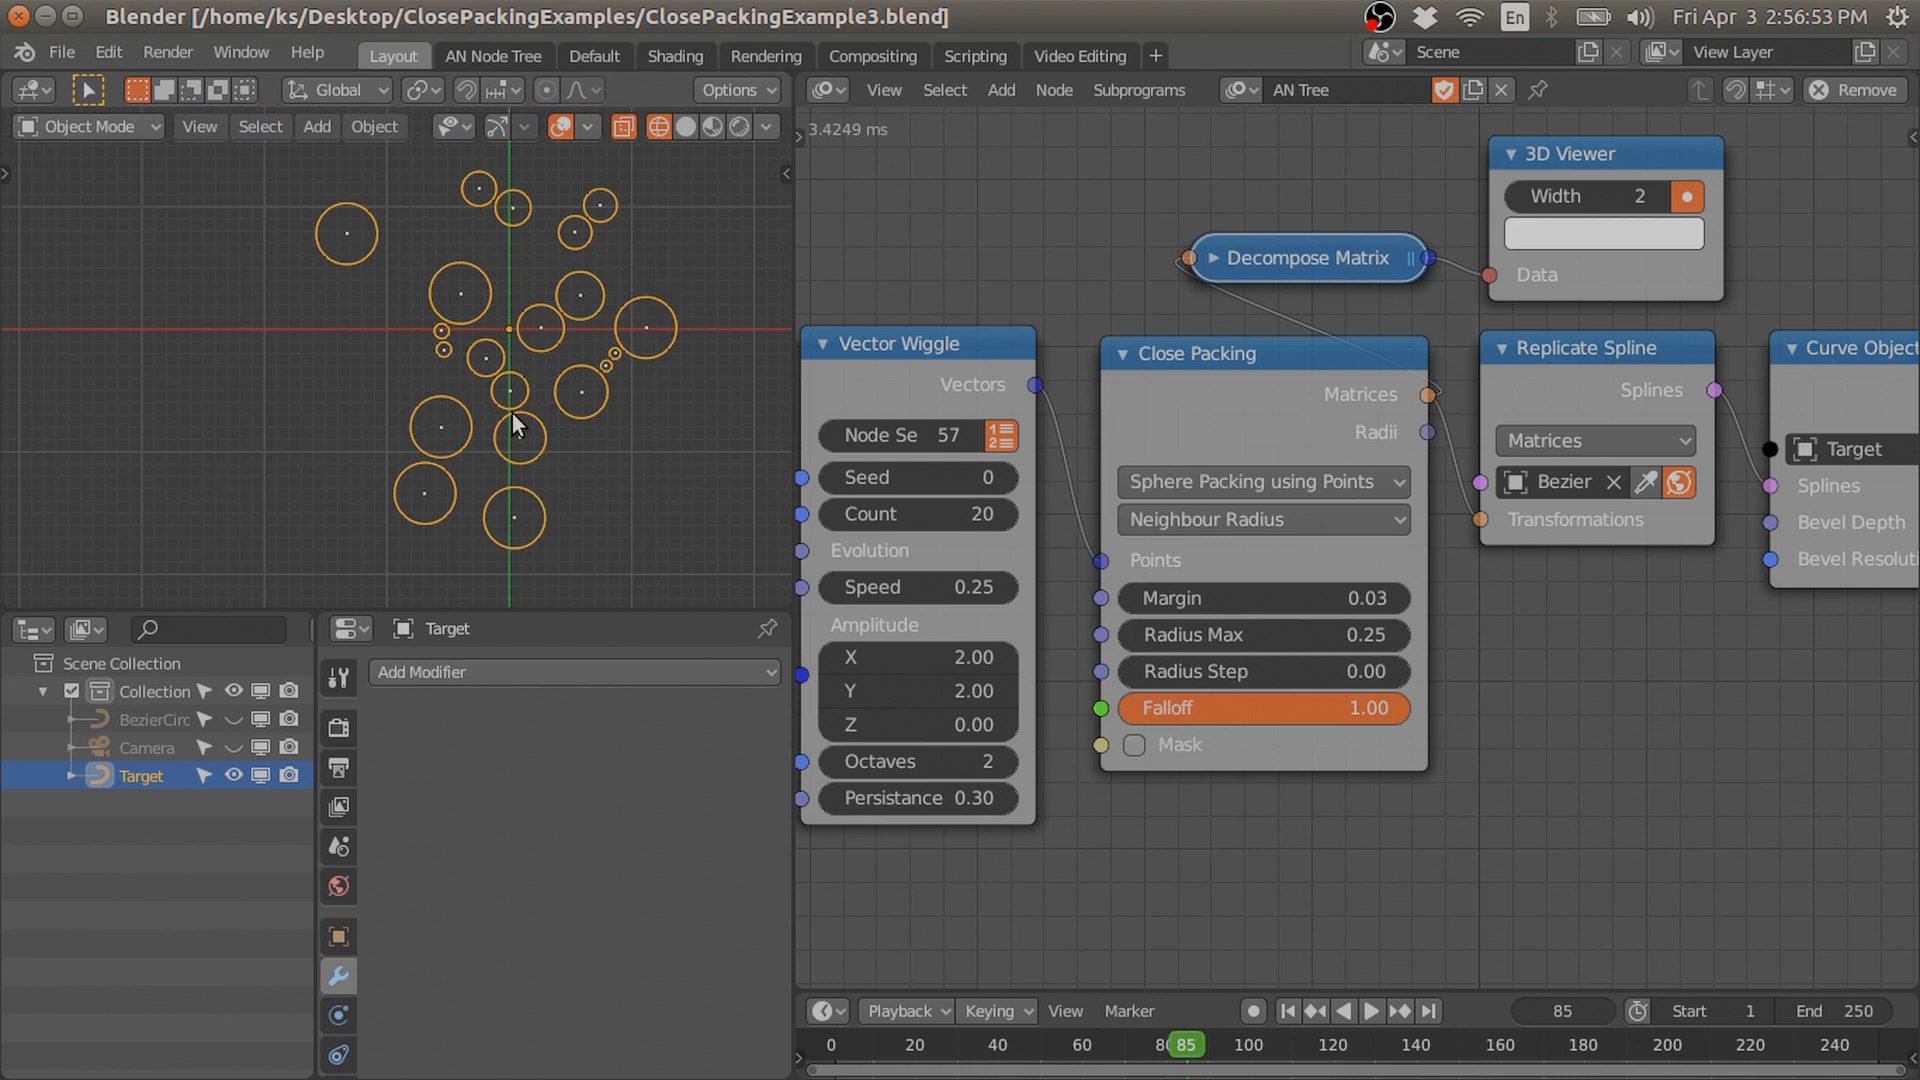 Blender [/home/ks/Desktop/ClosePackingExamples/ClosePackingExample3.blend]
En
Fri Apr 3 2:56:53 PM
File Edit Render Window Help
Layout AN Node Tree Default Shading Rendering Compositing Scripting Video Editing +
Scene
View Layer
Global
Options
View Select Add Node Subprograms
AN Tree
Remove
Object Mode View Select Add Object
3.4249 ms
3D Viewer
Width 2
Data
Decompose Matrix
Vector Wiggle
Vectors
Node Se 57
Seed 0
Count 20
Evolution
Speed 0.25
Amplitude
X 2.00
Y 2.00
Z 0.00
Octaves 2
Persistance 0.30
Close Packing
Matrices
Radii
Sphere Packing using Points
Neighbour Radius
Points
Margin 0.03
Radius Max 0.25
Radius Step 0.00
Falloff 1.00
Mask
Replicate Spline
Splines
Matrices
Bezier
Transformations
Curve Object
Target
Splines
Bevel Depth
Bevel Resoluti
Scene Collection
Collection
BezierCirc
Camera
Target
Target
Add Modifier
Playback Keying View Marker
85
Start 1
End 250
0 20 40 60 80 85 100 120 140 160 180 200 220 240